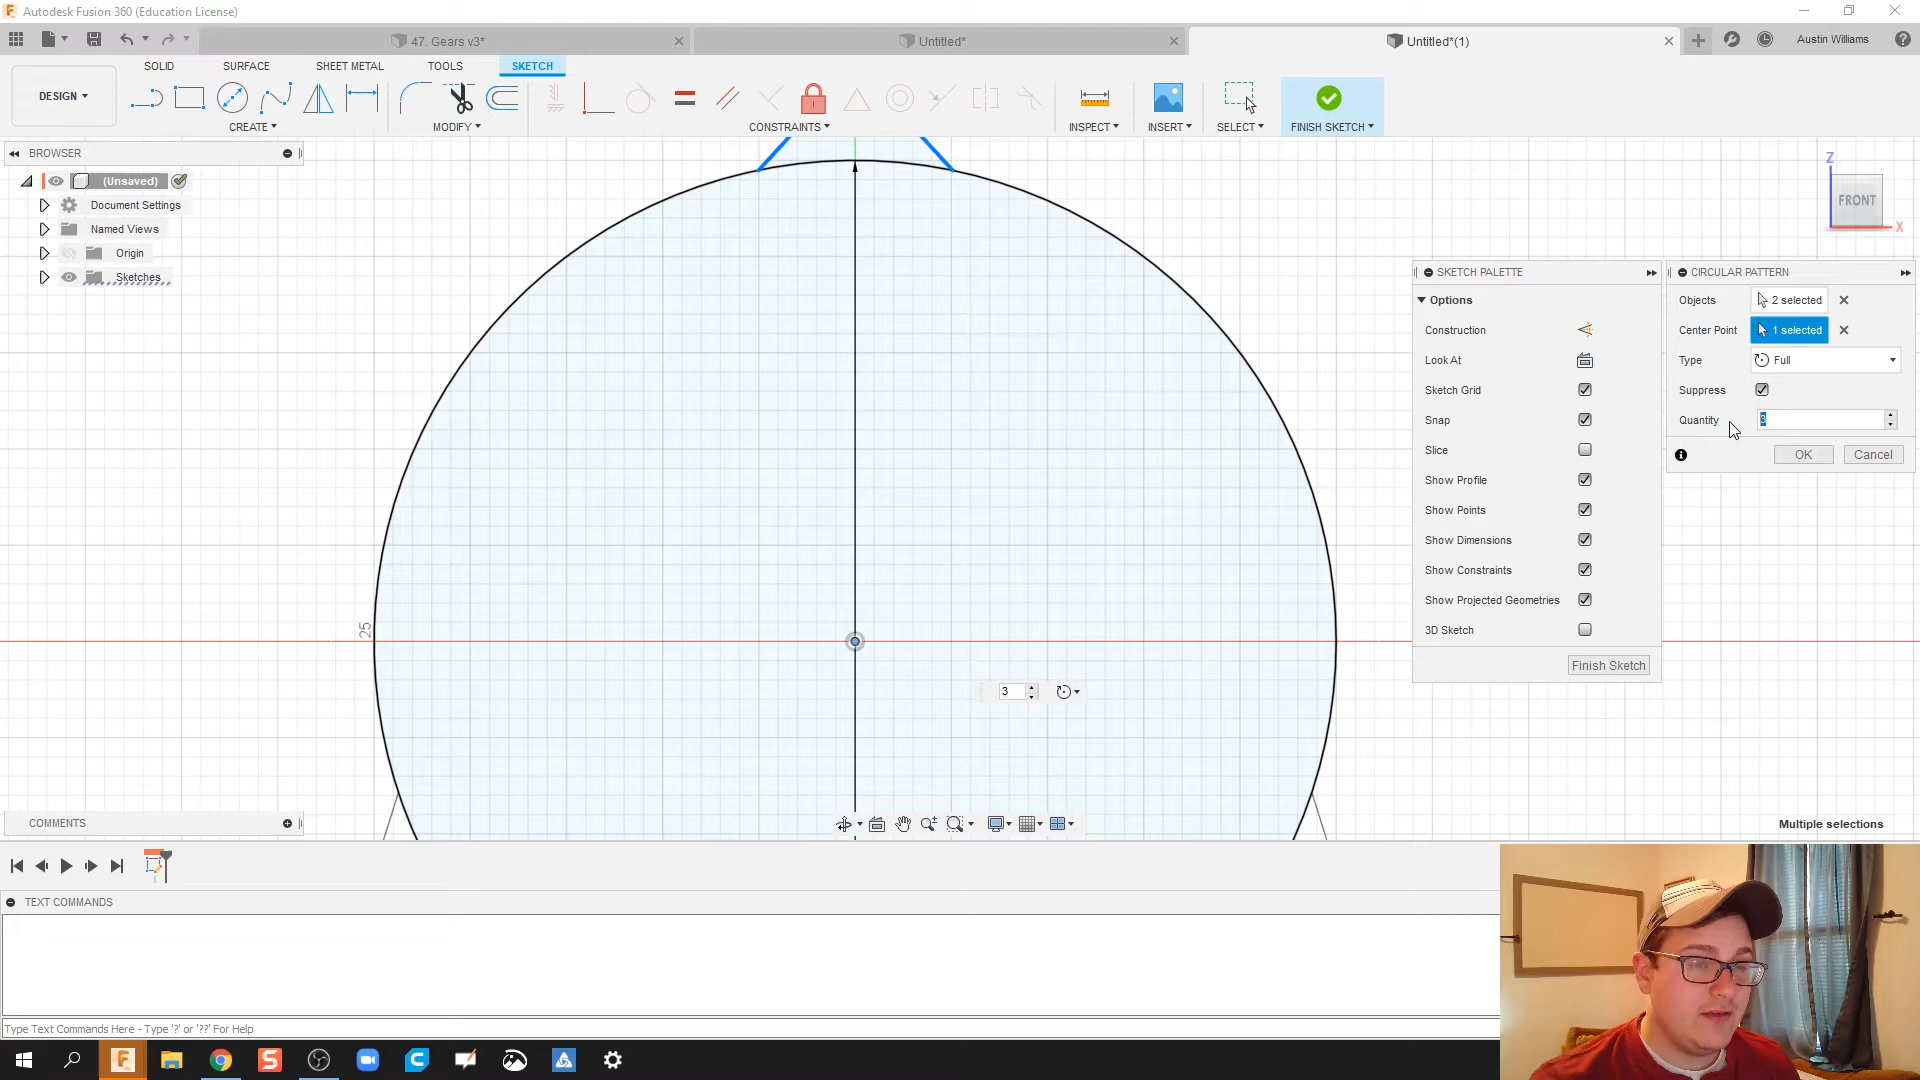 Autodesk Fusion 360 (Education License)
47. Gears v3*
Untitled*
Untitled*(1)
Austin Williams
DESIGN
SOLID
SURFACE
SHEET METAL
TOOLS
SKETCH
CREATE
MODIFY
CONSTRAINTS
INSPECT
INSERT
SELECT
FINISH SKETCH
BROWSER
(Unsaved)
Document Settings
Named Views
Origin
Sketches
Z
FRONT
X
SKETCH PALETTE
Options
Construction
Look At
Sketch Grid
Snap
Slice
Show Profile
Show Points
Show Dimensions
Show Constraints
Show Projected Geometries
3D Sketch
Finish Sketch
CIRCULAR PATTERN
Objects 2 selected
Center Point 1 selected
Type Full
Suppress
Quantity 3
OK Cancel
25
3
COMMENTS
Multiple selections
TEXT COMMANDS
Type Text Commands Here - Type '?' or '??' For Help